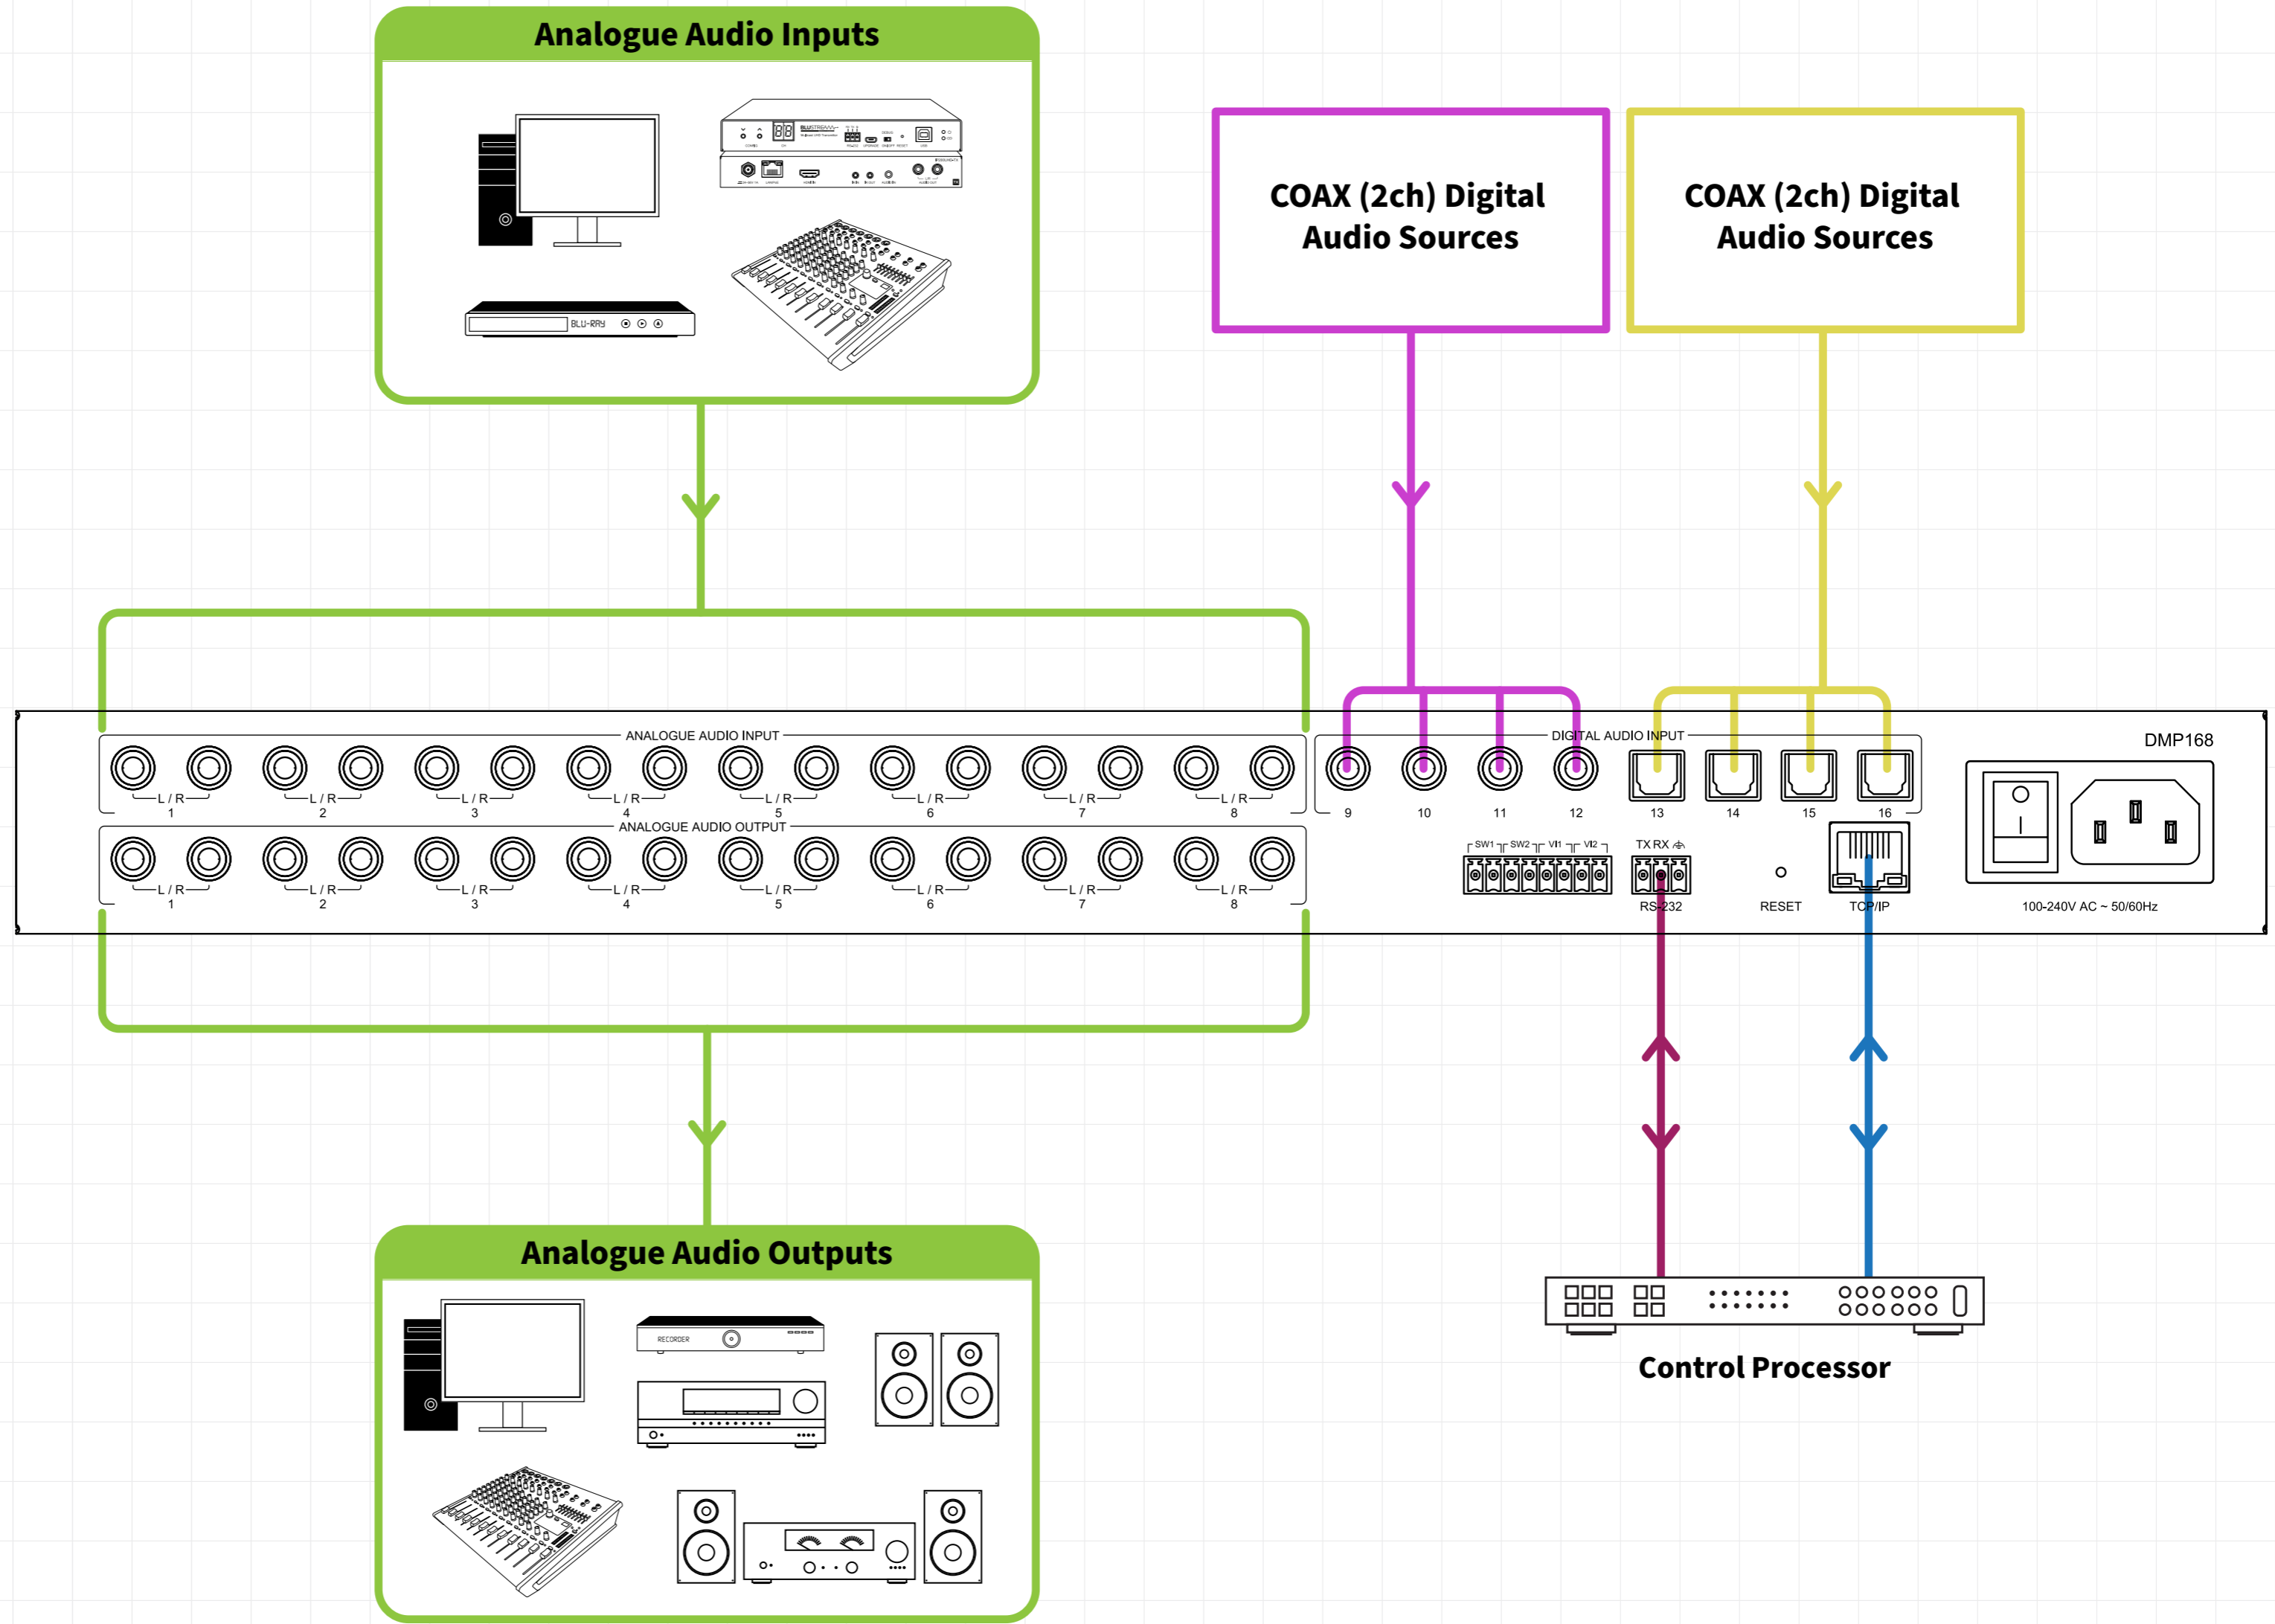 Analogue Audio Inputs
BLUSTREAM
BLU-RAY
COAX (2ch) Digital
Audio Sources
COAX (2ch) Digital
Audio Sources
ANALOGUE AUDIO INPUT
DIGITAL AUDIO INPUT
DMP168
L / R L / R L / R L / R L / R L / R L / R L / R
1 2 3 4 5 6 7 8 9 10 11 12 13 14 15 16
ANALOGUE AUDIO OUTPUT
SW1 SW2 VI1 VI2
TX RX
L / R L / R L / R L / R L / R L / R L / R L / R
1 2 3 4 5 6 7 8
RS-232
RESET
TCP/IP
100-240V AC ~ 50/60Hz
Analogue Audio Outputs
RECORDER
Control Processor